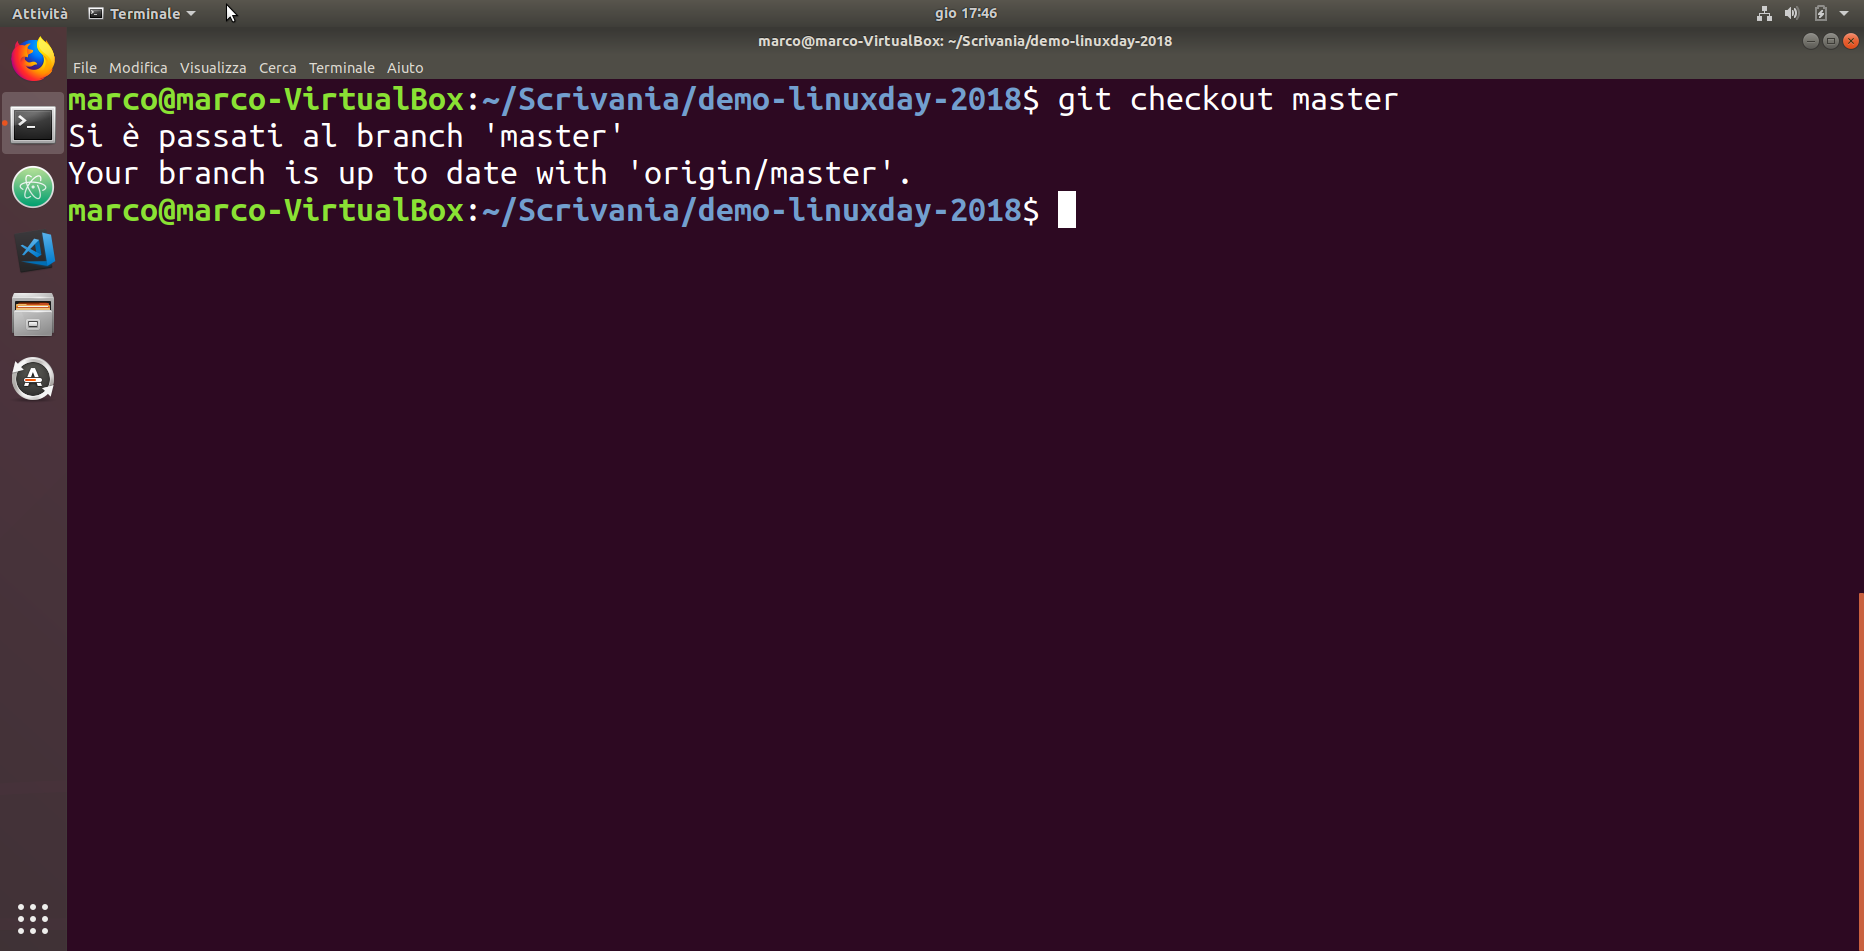 Attività Terminale gio 17:46
marco@marco-VirtualBox: ~/Scrivania/demo-linuxday-2018
File Modifica Visualizza Cerca Terminale Aiuto
marco@marco-VirtualBox:~/Scrivania/demo-linuxday-2018$ git checkout master
Si è passati al branch 'master'
Your branch is up to date with 'origin/master'.
marco@marco-VirtualBox:~/Scrivania/demo-linuxday-2018$